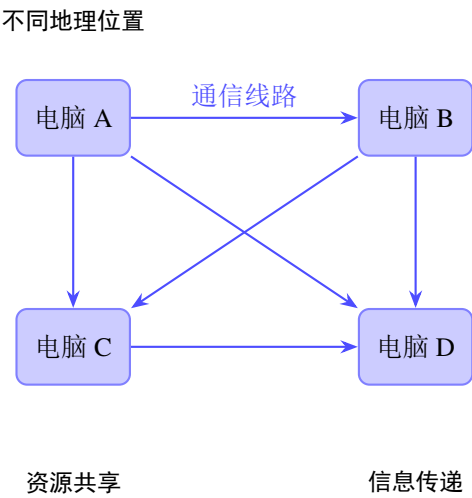 不同地理位置
通信线路
电脑 A
电脑 B
电脑 C
电脑 D
资源共享
信息传递